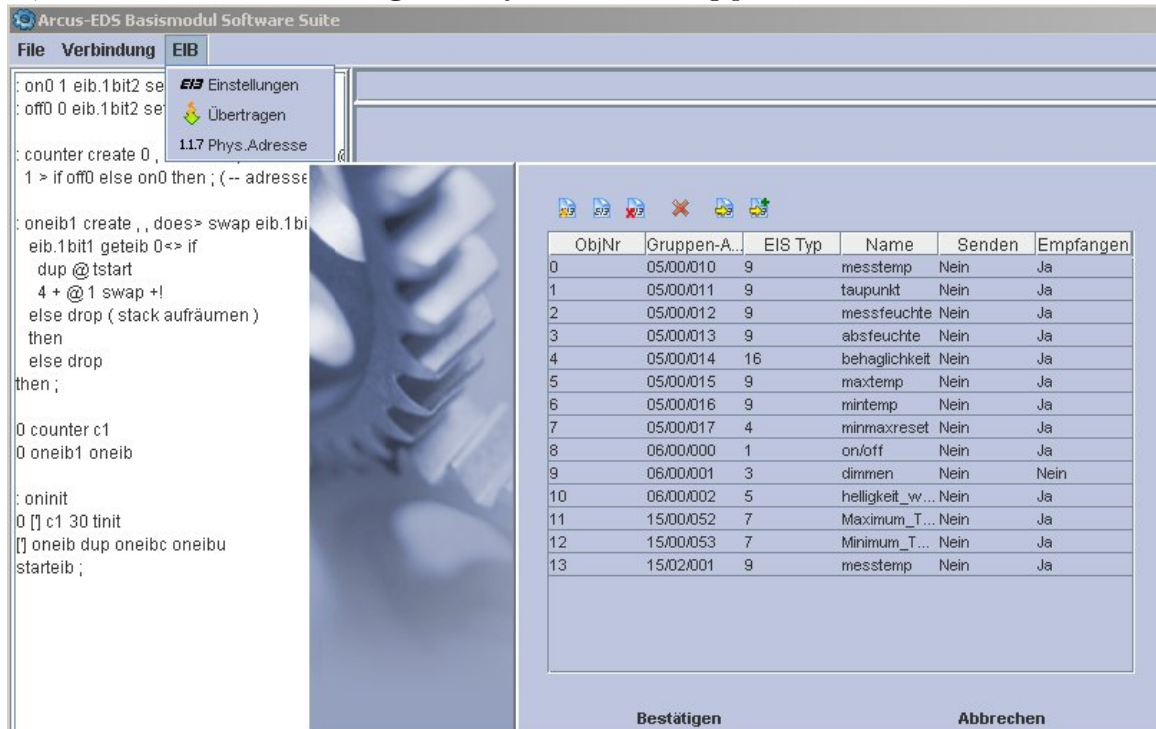 Arcus-EDS Basismodul Software Suite
File Verbindung EIB
EIB Einstellungen
Übertragen
1.1.7 Phys.Adresse
: on0 1 eib.1bit2 se
: off0 0 eib.1bit2 se
: counter create 0 ,
1 > if off0 else on0 then ; ( -- adresse
: oneib1 create , , does> swap eib.1bi
eib.1bit1 geteib 0<> if
dup @ tstart
4 + @ 1 swap +!
else drop ( stack aufräumen )
then
else drop
then ;
0 counter c1
0 oneib1 oneib
: oninit
0 ['] c1 30 tinit
['] oneib dup oneibc oneibu
starteib ;
ObjNr Gruppen-A... EIS Typ Name Senden Empfangen
0 05/00/010 9 messtemp Nein Ja
1 05/00/011 9 taupunkt Nein Ja
2 05/00/012 9 messfeuchte Nein Ja
3 05/00/013 9 absfeuchte Nein Ja
4 05/00/014 16 behaglichkeit Nein Ja
5 05/00/015 9 maxtemp Nein Ja
6 05/00/016 9 mintemp Nein Ja
7 05/00/017 4 minmaxreset Nein Ja
8 06/00/000 1 on/off Nein Ja
9 06/00/001 3 dimmen Nein Nein
10 06/00/002 5 helligkeit_w... Nein Ja
11 15/00/052 7 Maximum_T... Nein Ja
12 15/00/053 7 Minimum_T... Nein Ja
13 15/02/001 9 messtemp Nein Ja
Bestätigen Abbrechen